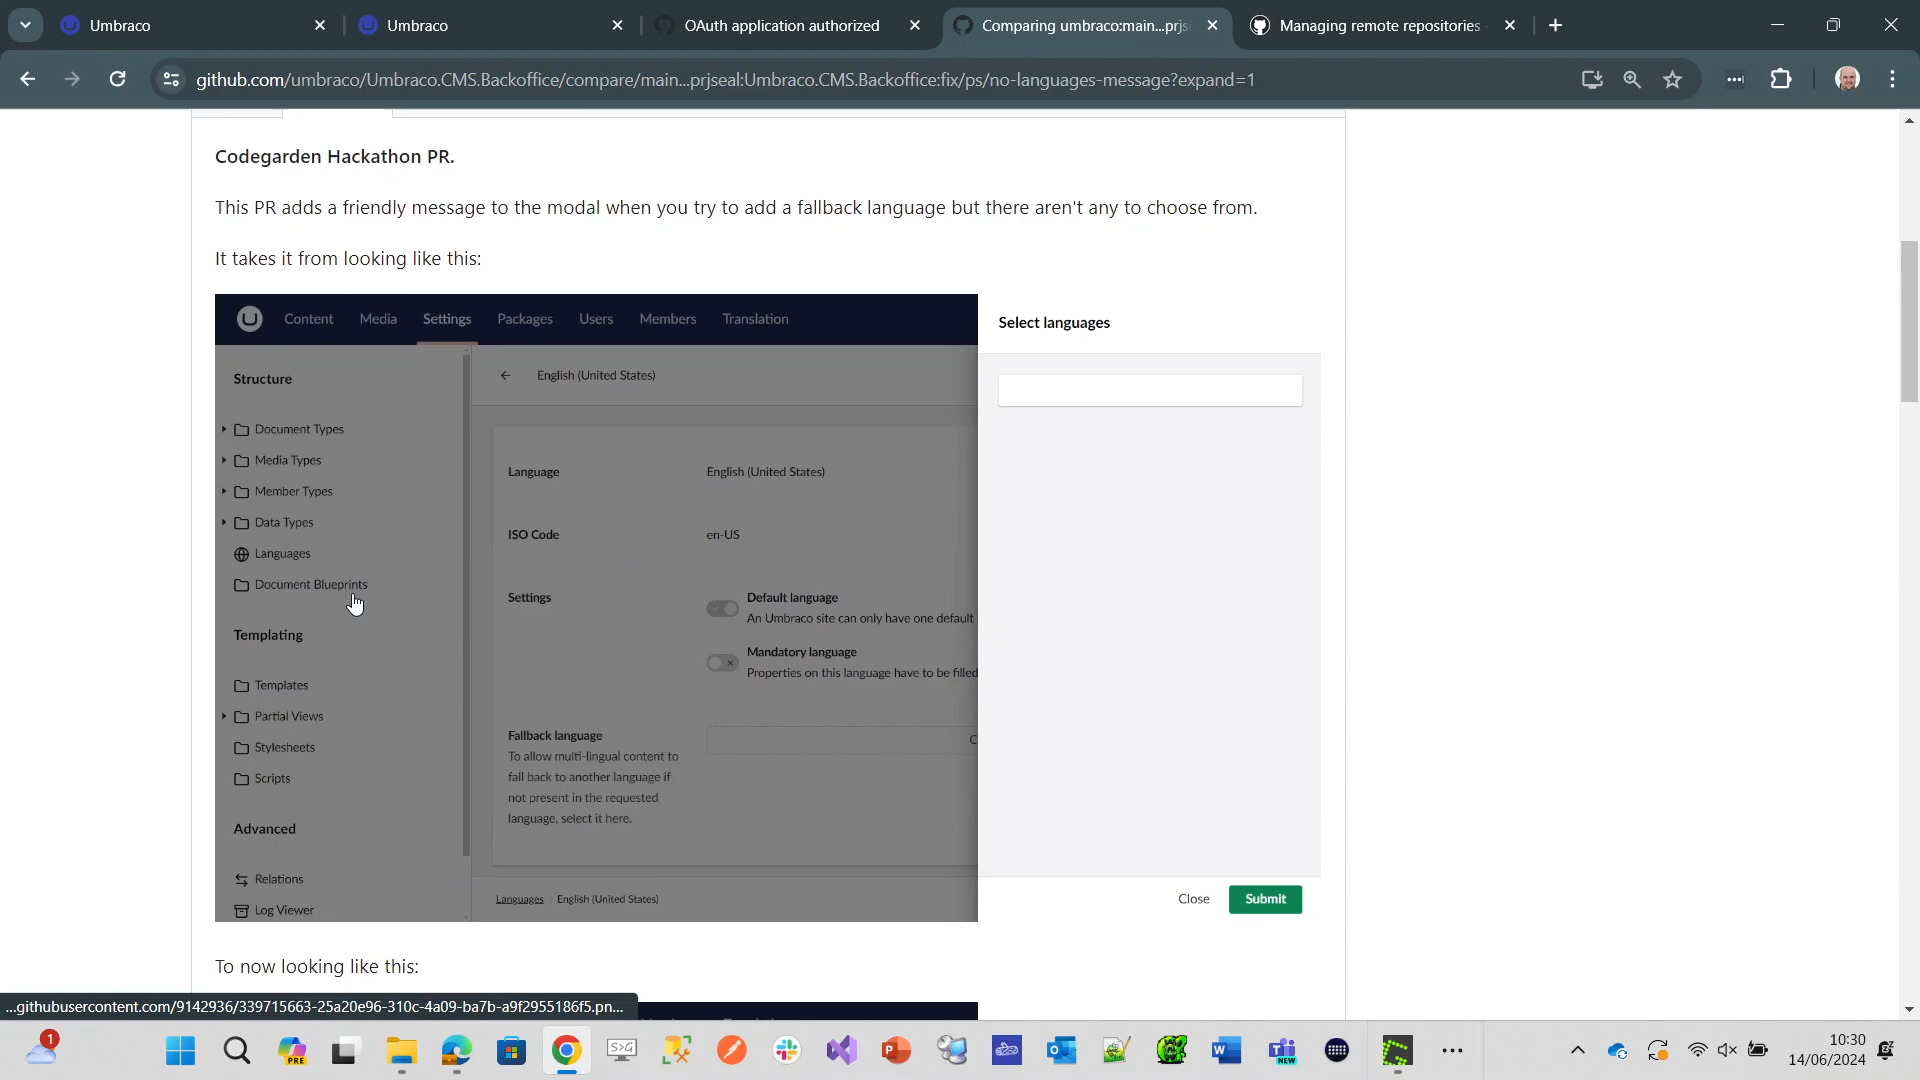 Umbraco
Umbraco
OAuth application authorized
Comparing umbraco:main...prjs
Managing remote repositories
github.com/umbraco/Umbraco.CMS.Backoffice/compare/main...prjseal:Umbraco.CMS.Backoffice:fix/ps/no-languages-message?expand=1
Codegarden Hackathon PR.
This PR adds a friendly message to the modal when you try to add a fallback language but there aren't any to choose from.
It takes it from looking like this:
Content
Media
Settings
Packages
Users
Members
Translation
Select languages
Structure
English (United States)
Document Types
Media Types
Member Types
Data Types
Languages
Document Blueprints
Templating
Templates
Partial Views
Stylesheets
Scripts
Advanced
Relations
Log Viewer
Language
English (United States)
ISO Code
en-US
Settings
Default language
An Umbraco site can only have one default
Mandatory language
Properties on this language have to be filled
Fallback language
To allow multi-lingual content to
fall back to another language if
not present in the requested
language, select it here.
C
Languages / English (United States)
Close
Submit
To now looking like this:
...githubusercontent.com/9142936/339715663-25a20e96-310c-4a09-ba7b-a9f2955186f5.pn...
1
PRE
S>G
NEW
10:30
14/06/2024